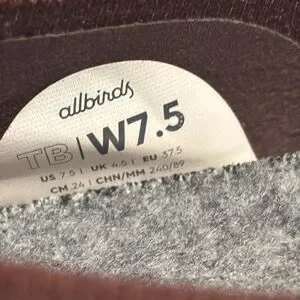 allbirds
TB | W7.5
US 7.5 | UK 4.5 | EU 37.5
CM 24 | CHN/MM 240/89